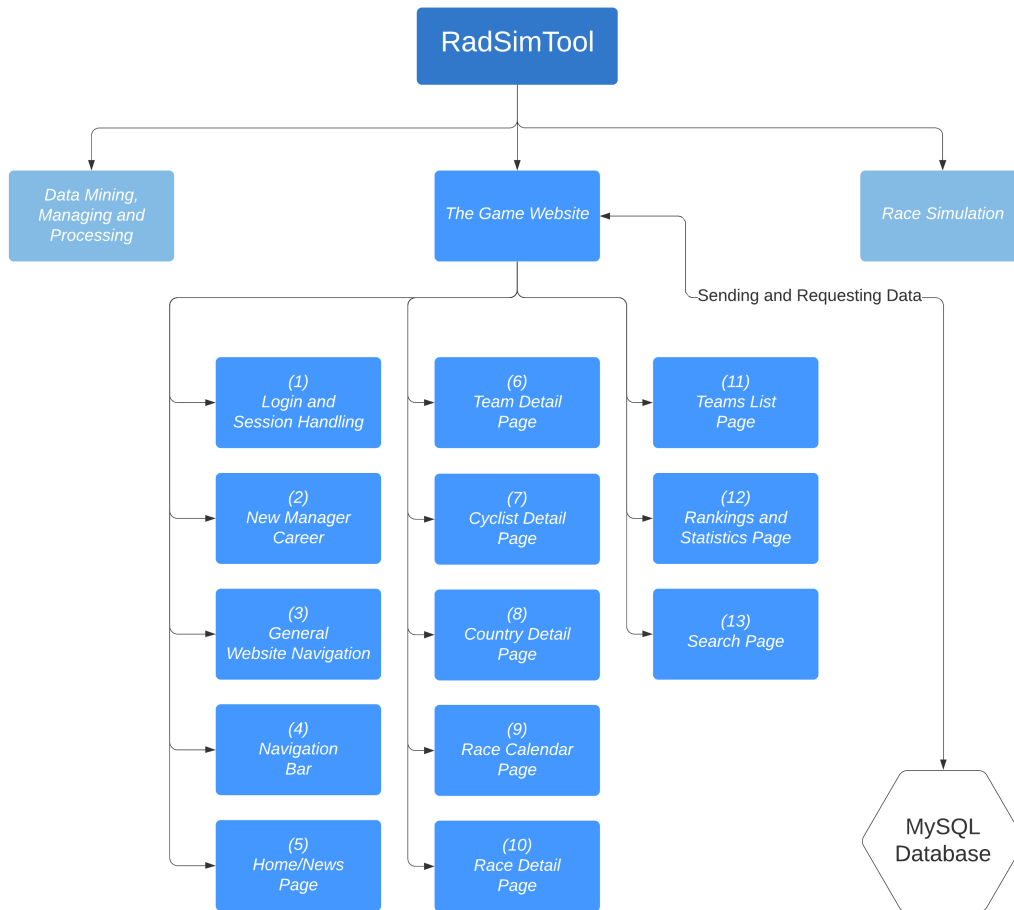 RadSimTool
Data Mining,
Managing and
Processing
The Game Website
Race Simulation
Sending and Requesting Data
(1)
Login and
Session Handling
(2)
New Manager
Career
(3)
General
Website Navigation
(4)
Navigation
Bar
(5)
Home/News
Page
(6)
Team Detail
Page
(7)
Cyclist Detail
Page
(8)
Country Detail
Page
(9)
Race Calendar
Page
(10)
Race Detail
Page
(11)
Teams List
Page
(12)
Rankings and
Statistics Page
(13)
Search Page
MySQL
Database